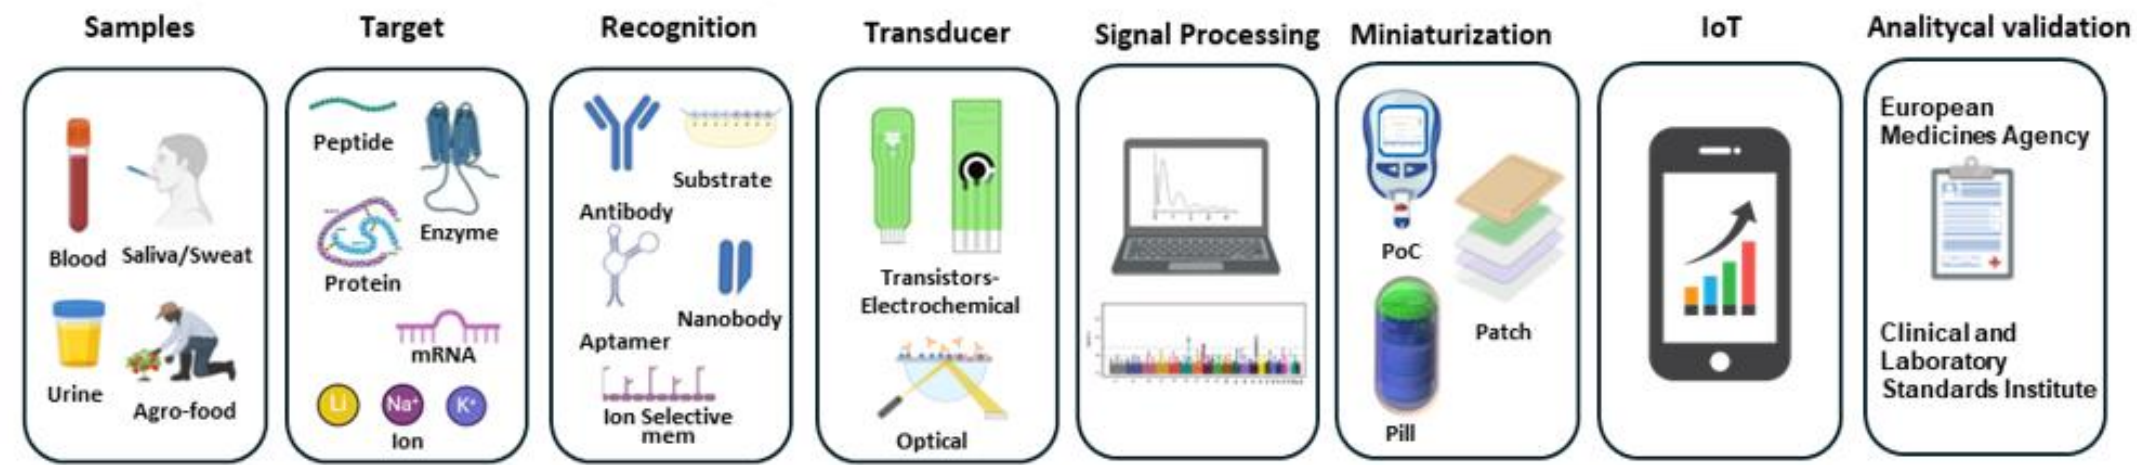 Samples
Blood
Saliva/Sweat
Urine
Agro-food
Target
Peptide
Enzyme
Protein
mRNA
Li
Na⁺
K⁺
Ion
Recognition
Substrate
Antibody
Nanobody
Aptamer
Ion Selective
mem
Transducer
Transistors-
Electrochemical
Optical
Signal Processing
Miniaturization
PoC
Patch
Pill
IoT
Analitycal validation
European
Medicines Agency
Clinical and
Laboratory
Standards Institute